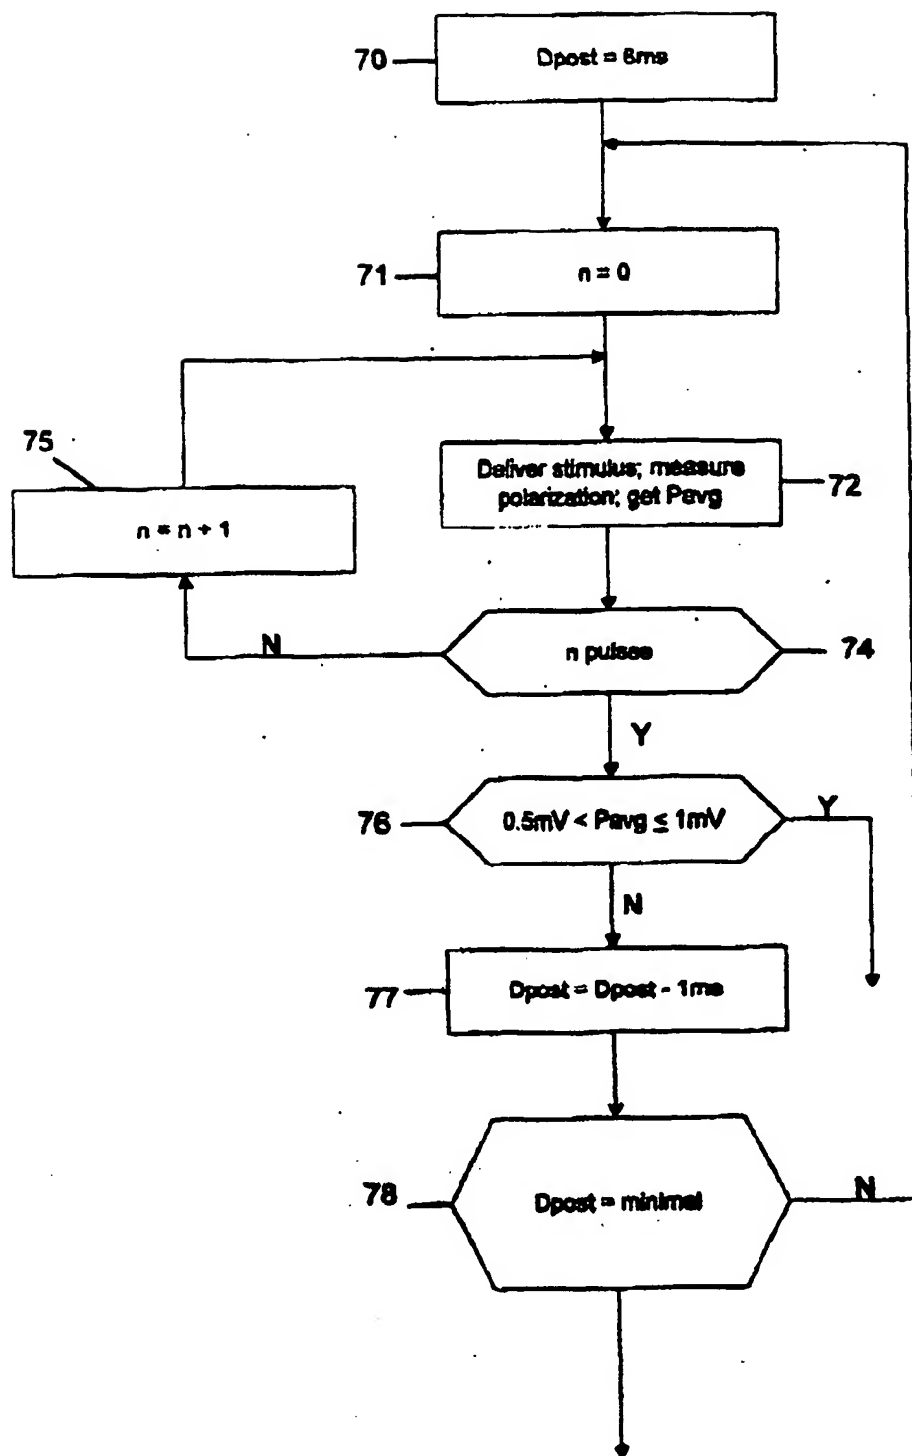 70
Dpost = 6ms
71
n = 0
75
n = n + 1
Deliver stimulus; measure
polarization; get Pavg
72
N
n pulses
74
Y
76
0.5mV < Pavg ≤ 1mV
Y
N
77
Dpost = Dpost - 1ms
78
Dpost = minimal
N